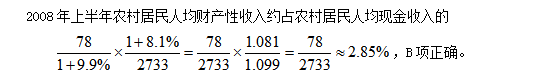 2008年上半年农村居民人均财产性收入约占农村居民人均现金收入的
78/(1+9.9%) × (1+8.1%)/2733 = 78/2733 × 1.081/1.099 = 78/2733 ≈ 2.85%，B项正确。